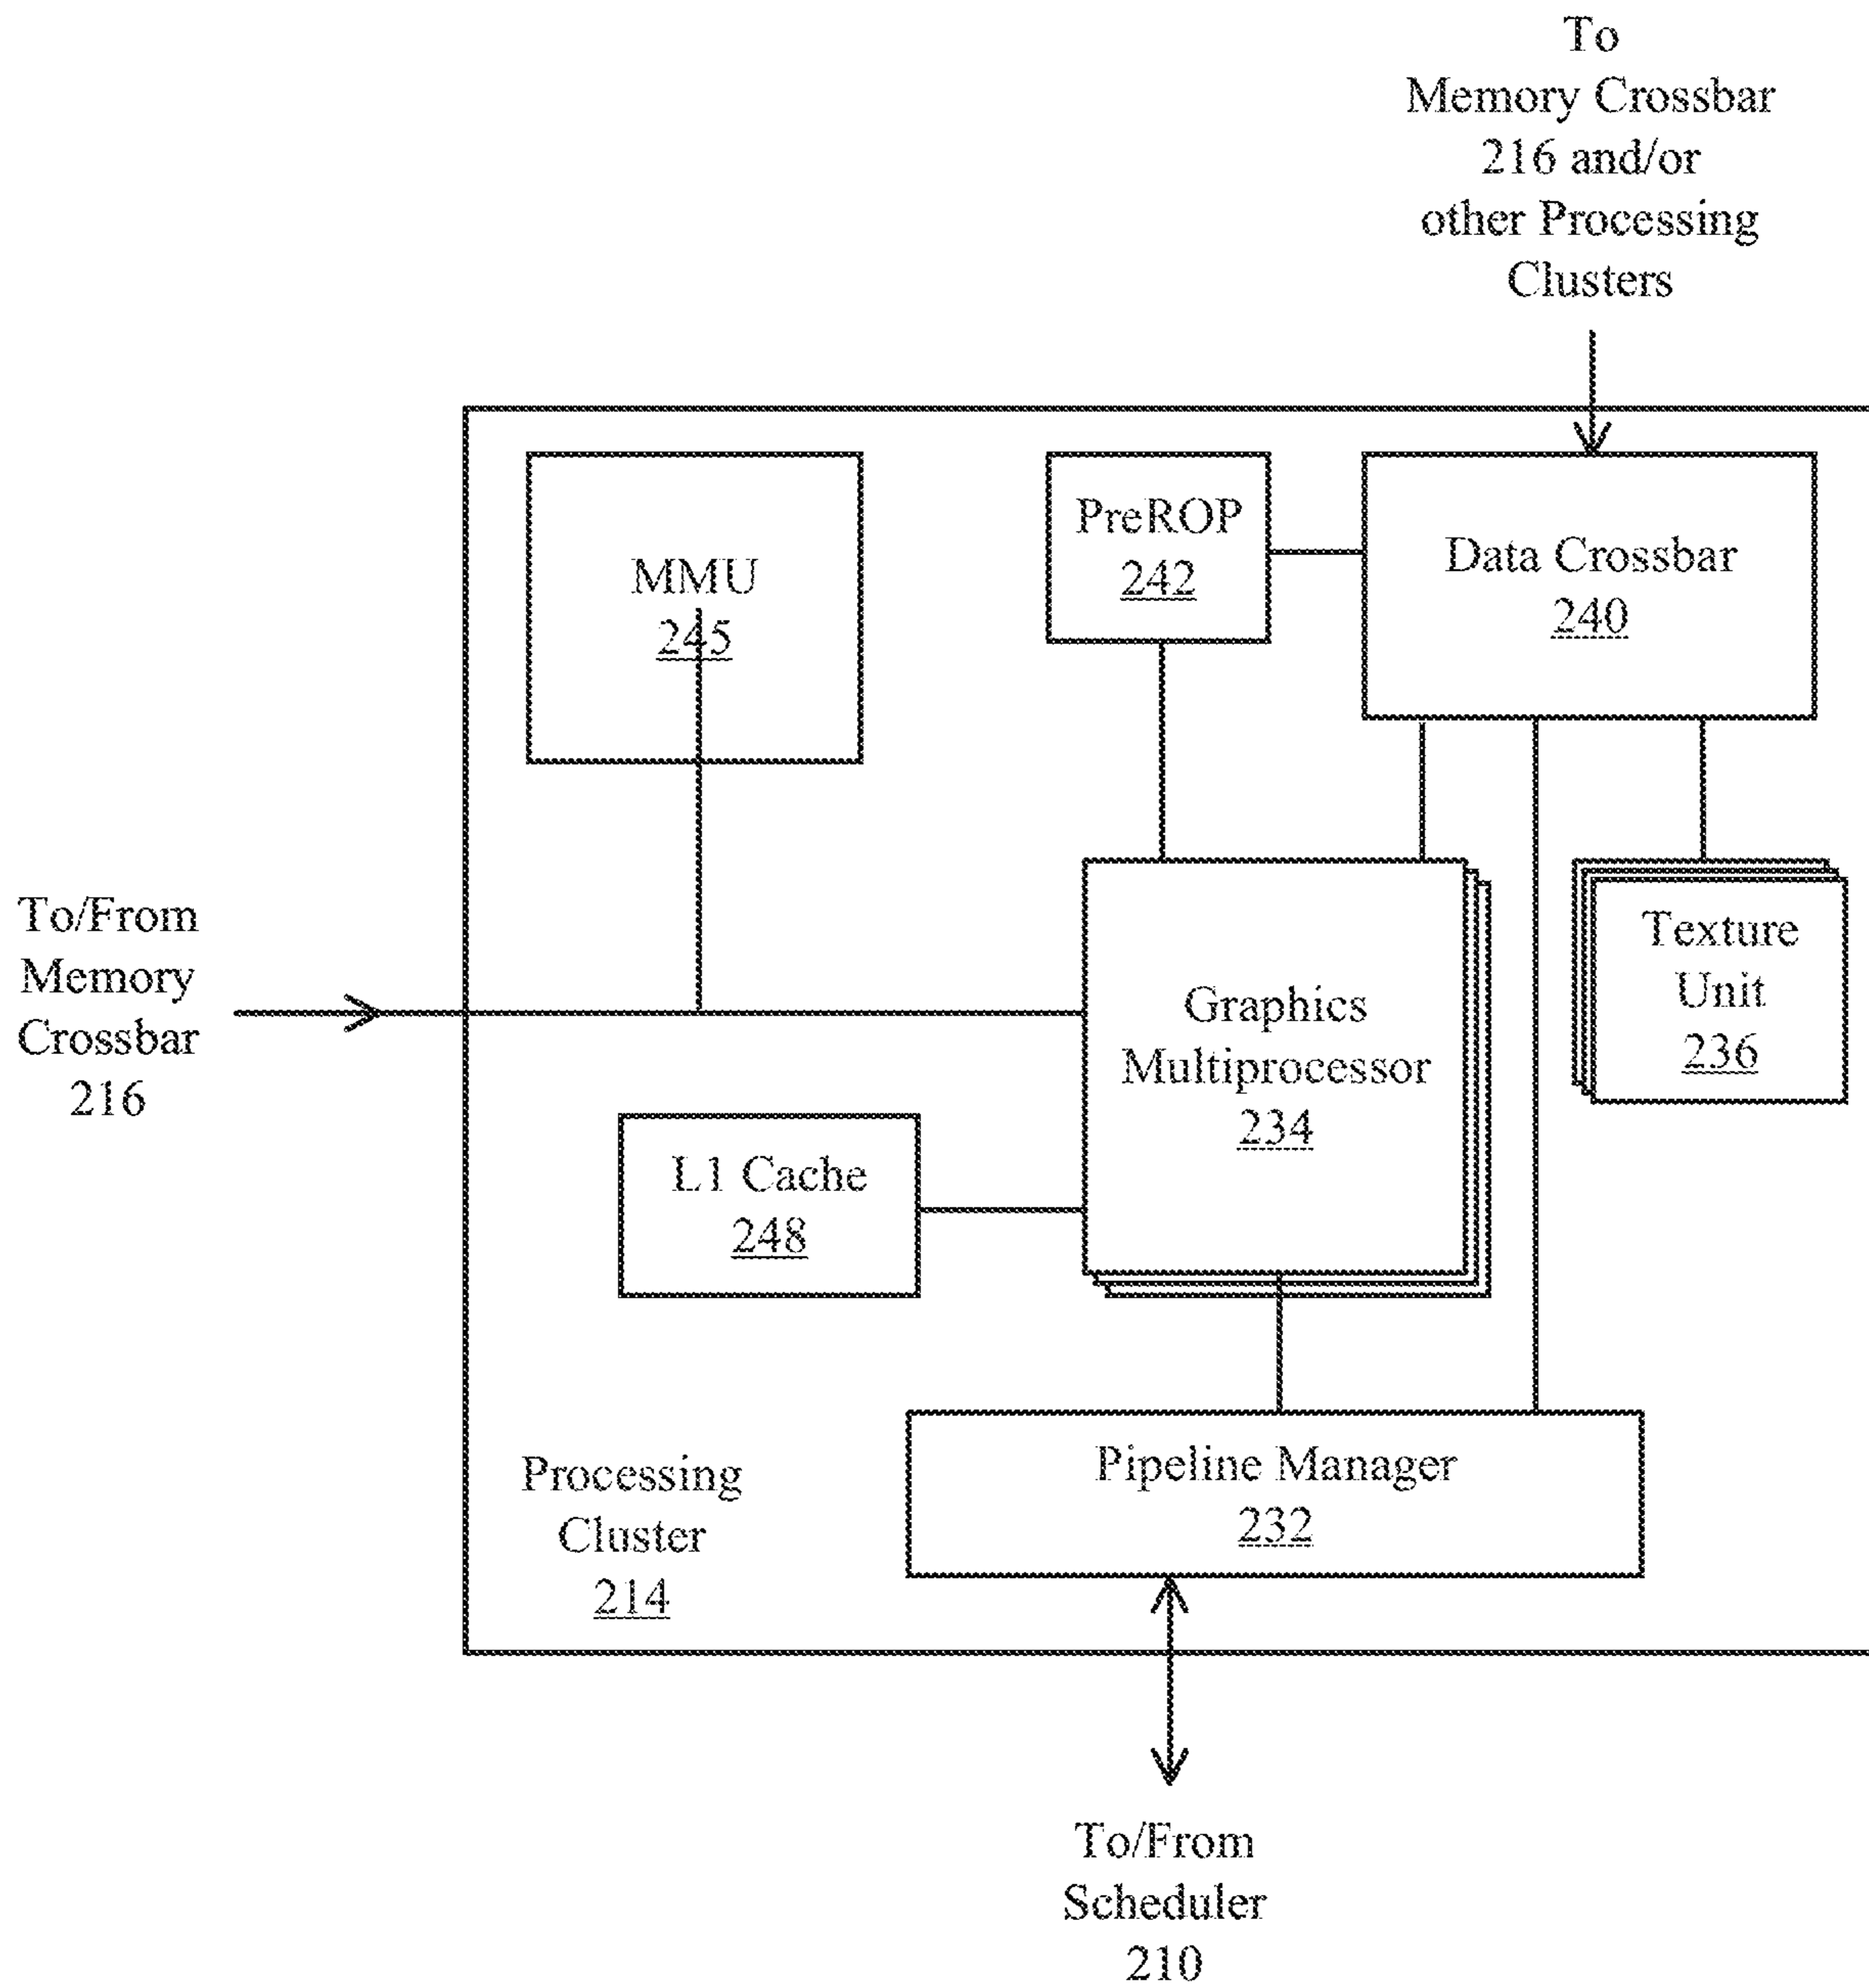 To
Memory Crossbar
216 and/or
other Processing
Clusters
MMU
245
PreROP
242
Data Crossbar
240
To/From
Memory
Crossbar
216
Graphics
Multiprocessor
234
Texture
Unit
236
L1 Cache
248
Pipeline Manager
232
Processing
Cluster
214
To/From
Scheduler
210